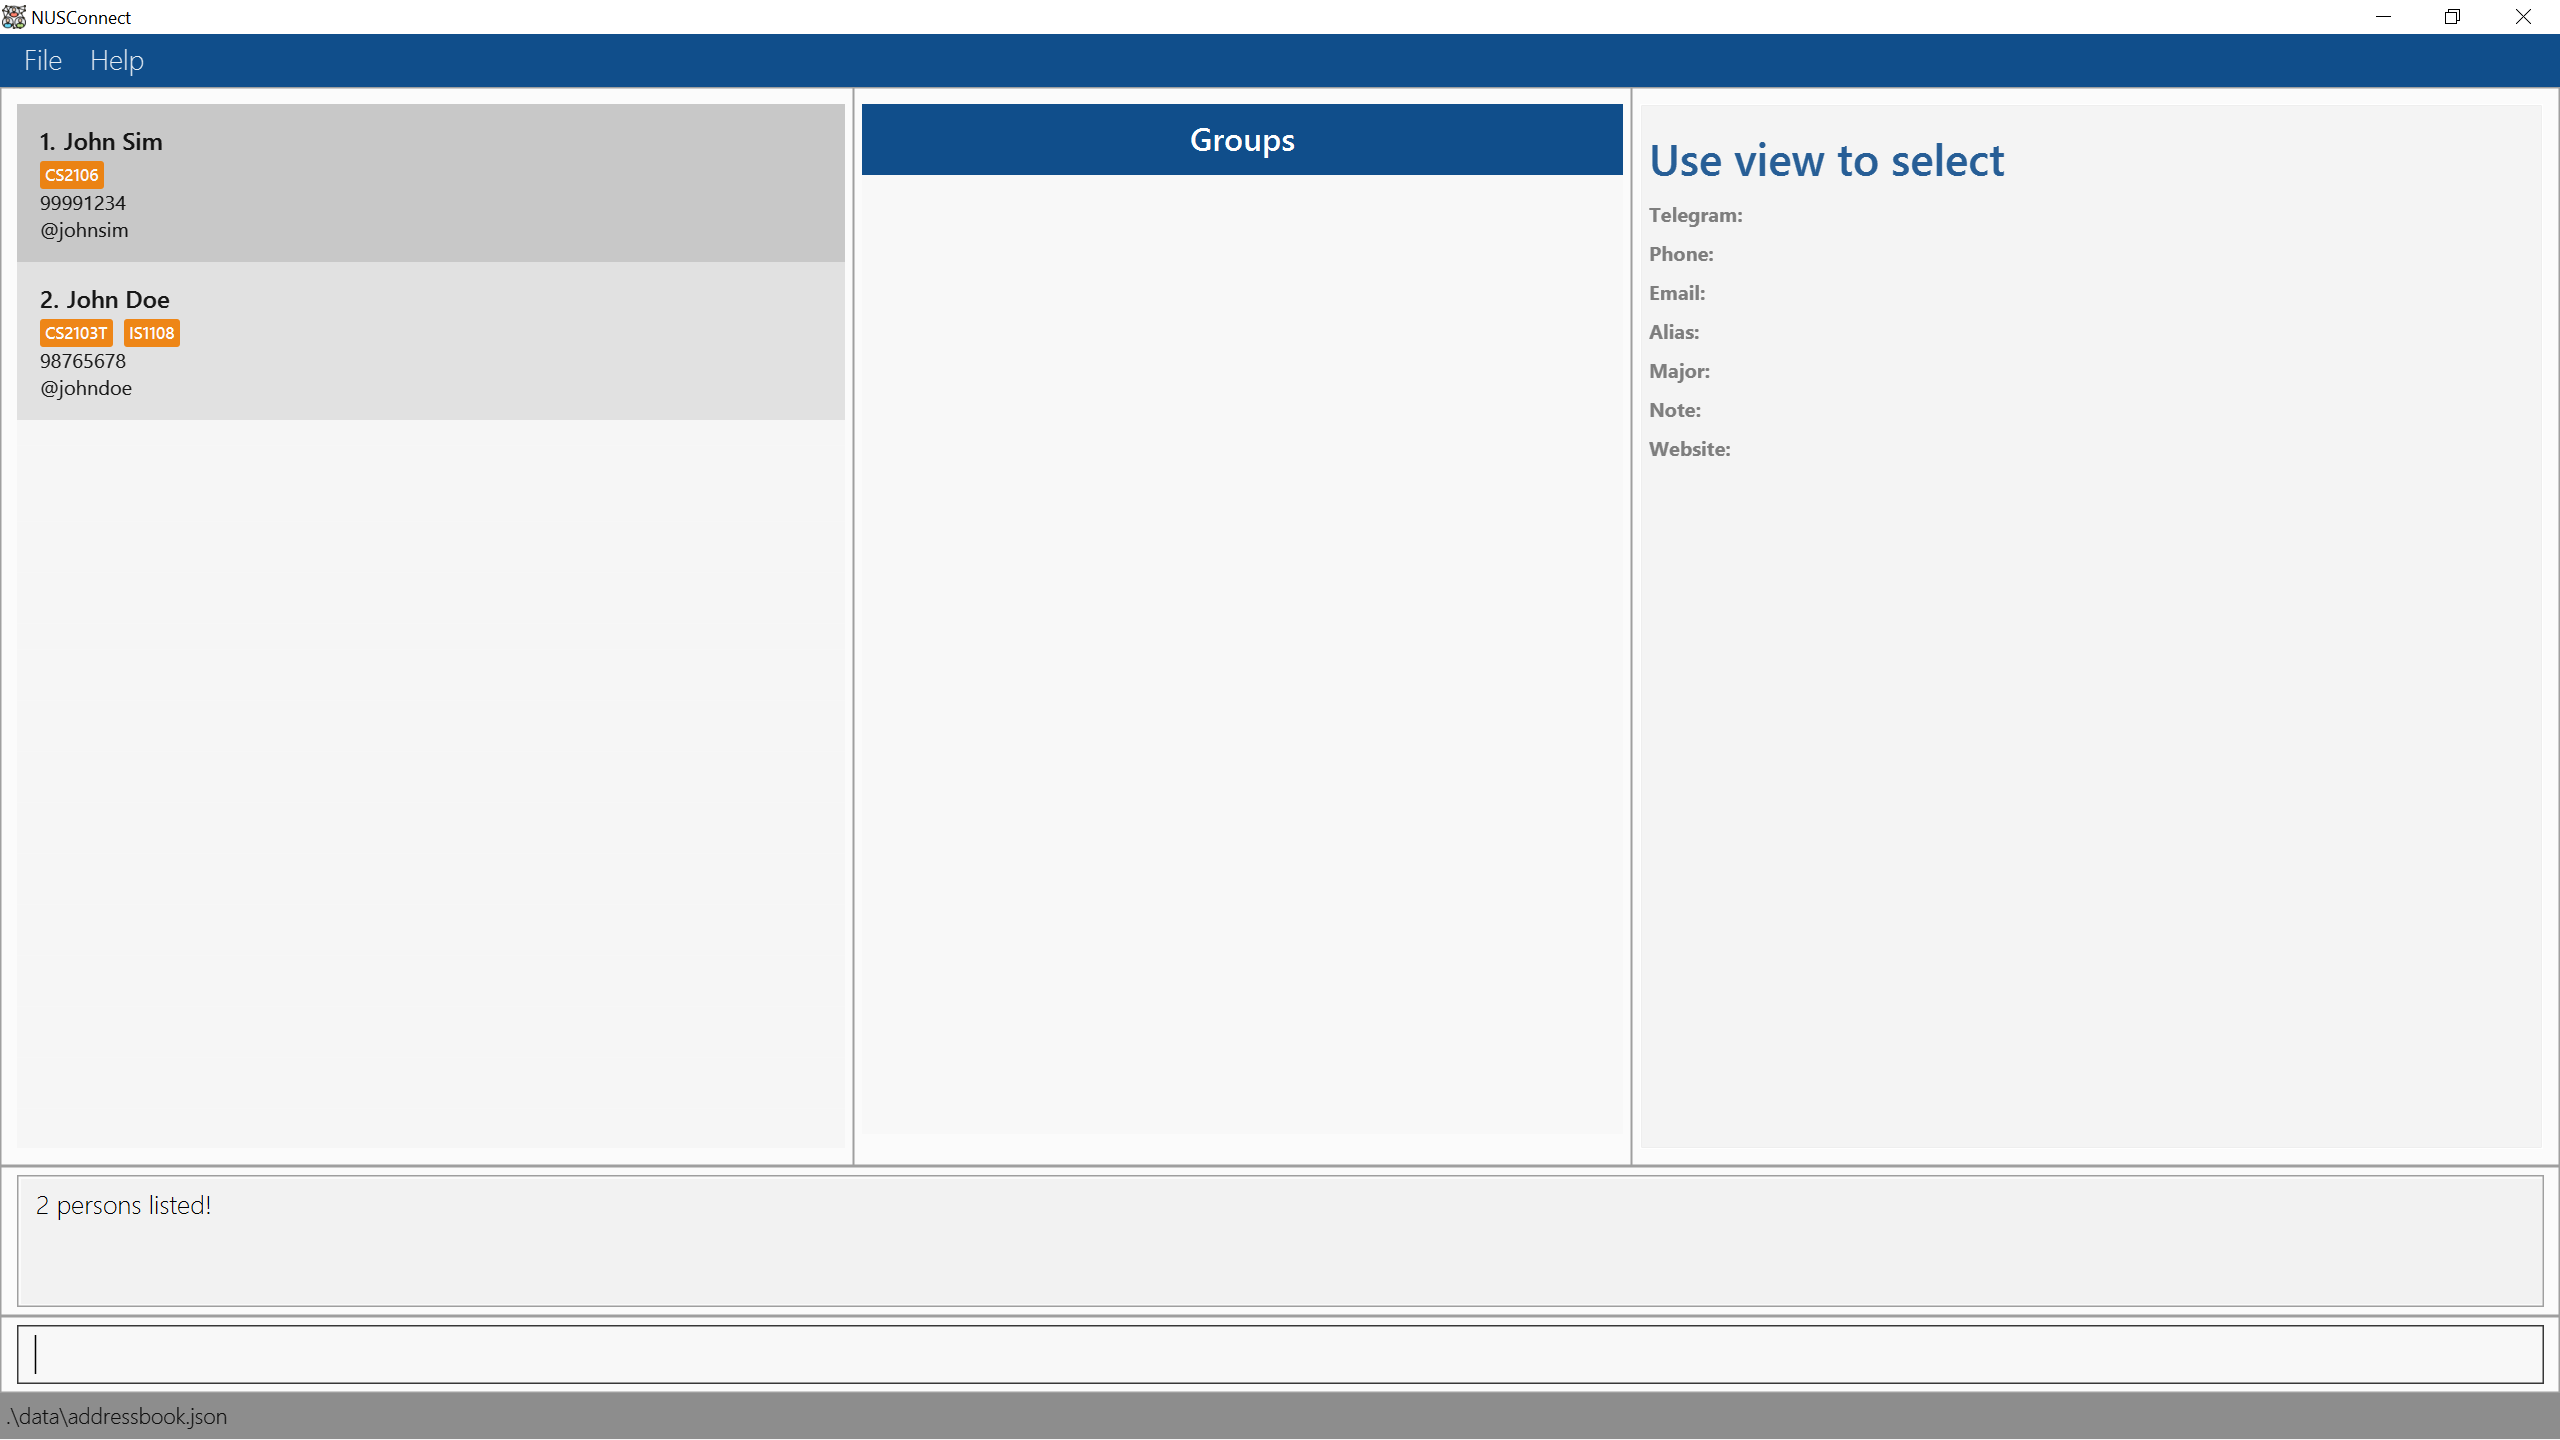 NUSConnect
File Help
1. John Sim
CS2106
99991234
@johnsim
2. John Doe
CS2103T IS1108
98765678
@johndoe
Groups
Use view to select
Telegram:
Phone:
Email:
Alias:
Major:
Note:
Website:
2 persons listed!
.\data\addressbook.json